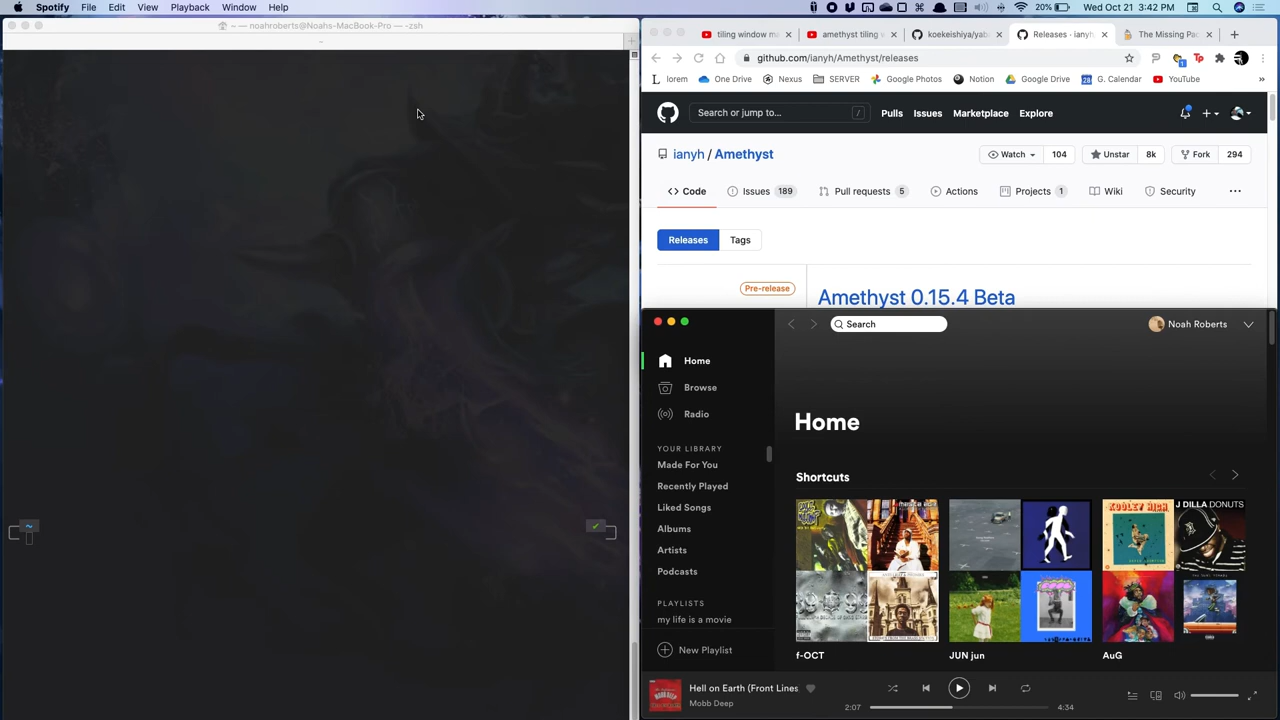 Spotify File Edit View Playback Window Help 20% Wed Oct 21 3:42 PM
~ — noahroberts@Noahs-MacBook-Pro — -zsh
~
tiling window ma
amethyst tiling w
koekeishiya/yab
Releases · ianyh
The Missing Pac
github.com/ianyh/Amethyst/releases
lorem One Drive Nexus SERVER Google Photos Notion Google Drive G. Calendar YouTube »
Search or jump to... / Pulls Issues Marketplace Explore
ianyh / Amethyst Watch 104 Unstar 8k Fork 294
Code Issues 189 Pull requests 5 Actions Projects 1 Wiki Security ...
Releases Tags
Pre-release Amethyst 0.15.4 Beta
Search Noah Roberts
Home
Browse
Radio
YOUR LIBRARY
Made For You
Recently Played
Liked Songs
Albums
Artists
Podcasts
PLAYLISTS
my life is a movie
New Playlist
Home
Shortcuts
KOOLEY HIGH
J DILLA DONUTS
f-OCT JUN jun AuG
Hell on Earth (Front Lines
Mobb Deep
2:07 4:34
~